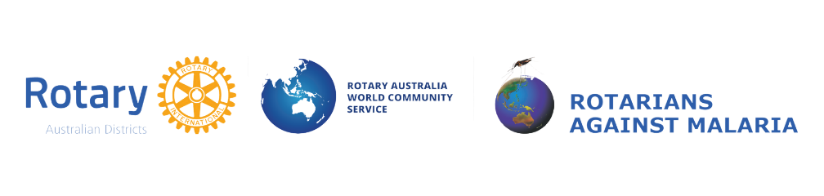 Rotary
Australian Districts
ROTARY
INTERNATIONAL
ROTARY AUSTRALIA
WORLD COMMUNITY
SERVICE
ROTARIANS
AGAINST MALARIA